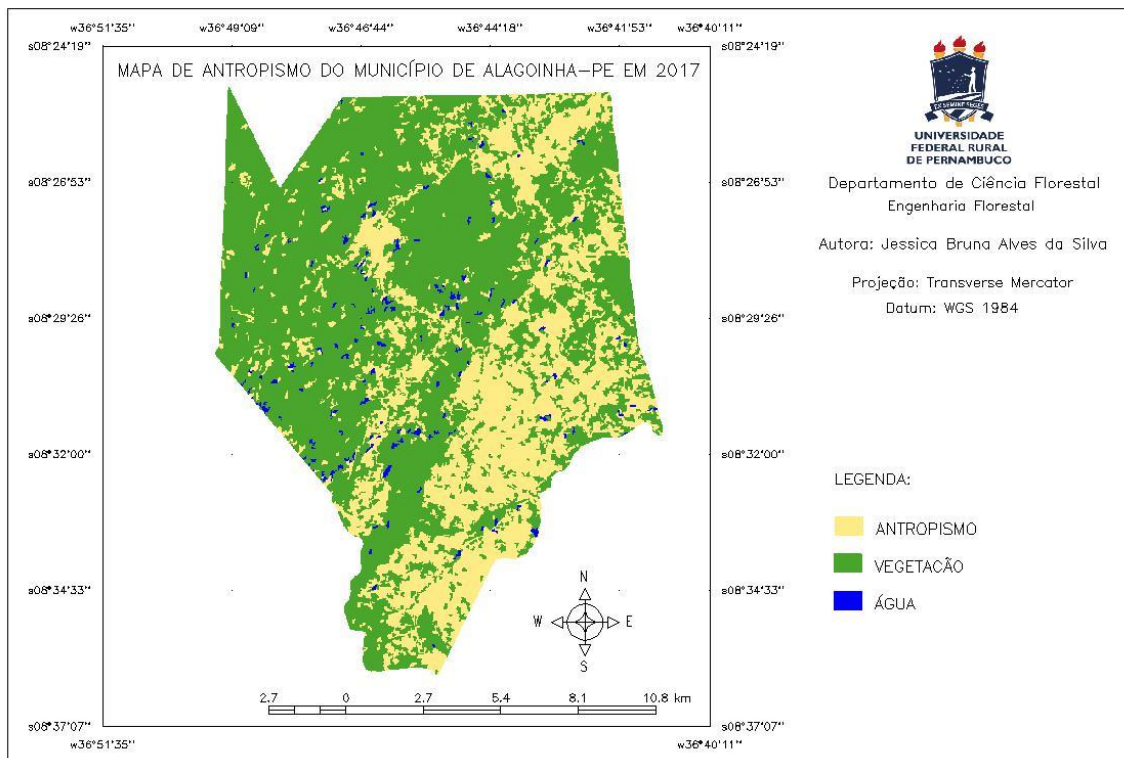 w36°51'35'' w36°49'09'' w36°46'44'' w36°44'18'' w36°41'53'' w36°40'11''
s08°24'19'' s08°24'19''
MAPA DE ANTROPISMO DO MUNICÍPIO DE ALAGOINHA-PE EM 2017
s08°26'53'' s08°26'53''
s08°29'26'' s08°29'26''
s08°32'00'' s08°32'00''
s08°34'33'' s08°34'33''
N
W E
S
2.7 0 2.7 5.4 8.1 10.8 km
s08°37'07'' s08°37'07''
w36°51'35'' w36°40'11''
UNIVERSIDADE
FEDERAL RURAL
DE PERNAMBUCO
Departamento de Ciência Florestal
Engenharia Florestal
Autora: Jessica Bruna Alves da Silva
Projeção: Transverse Mercator
Datum: WGS 1984
LEGENDA:
ANTROPISMO
VEGETACÃO
ÁGUA